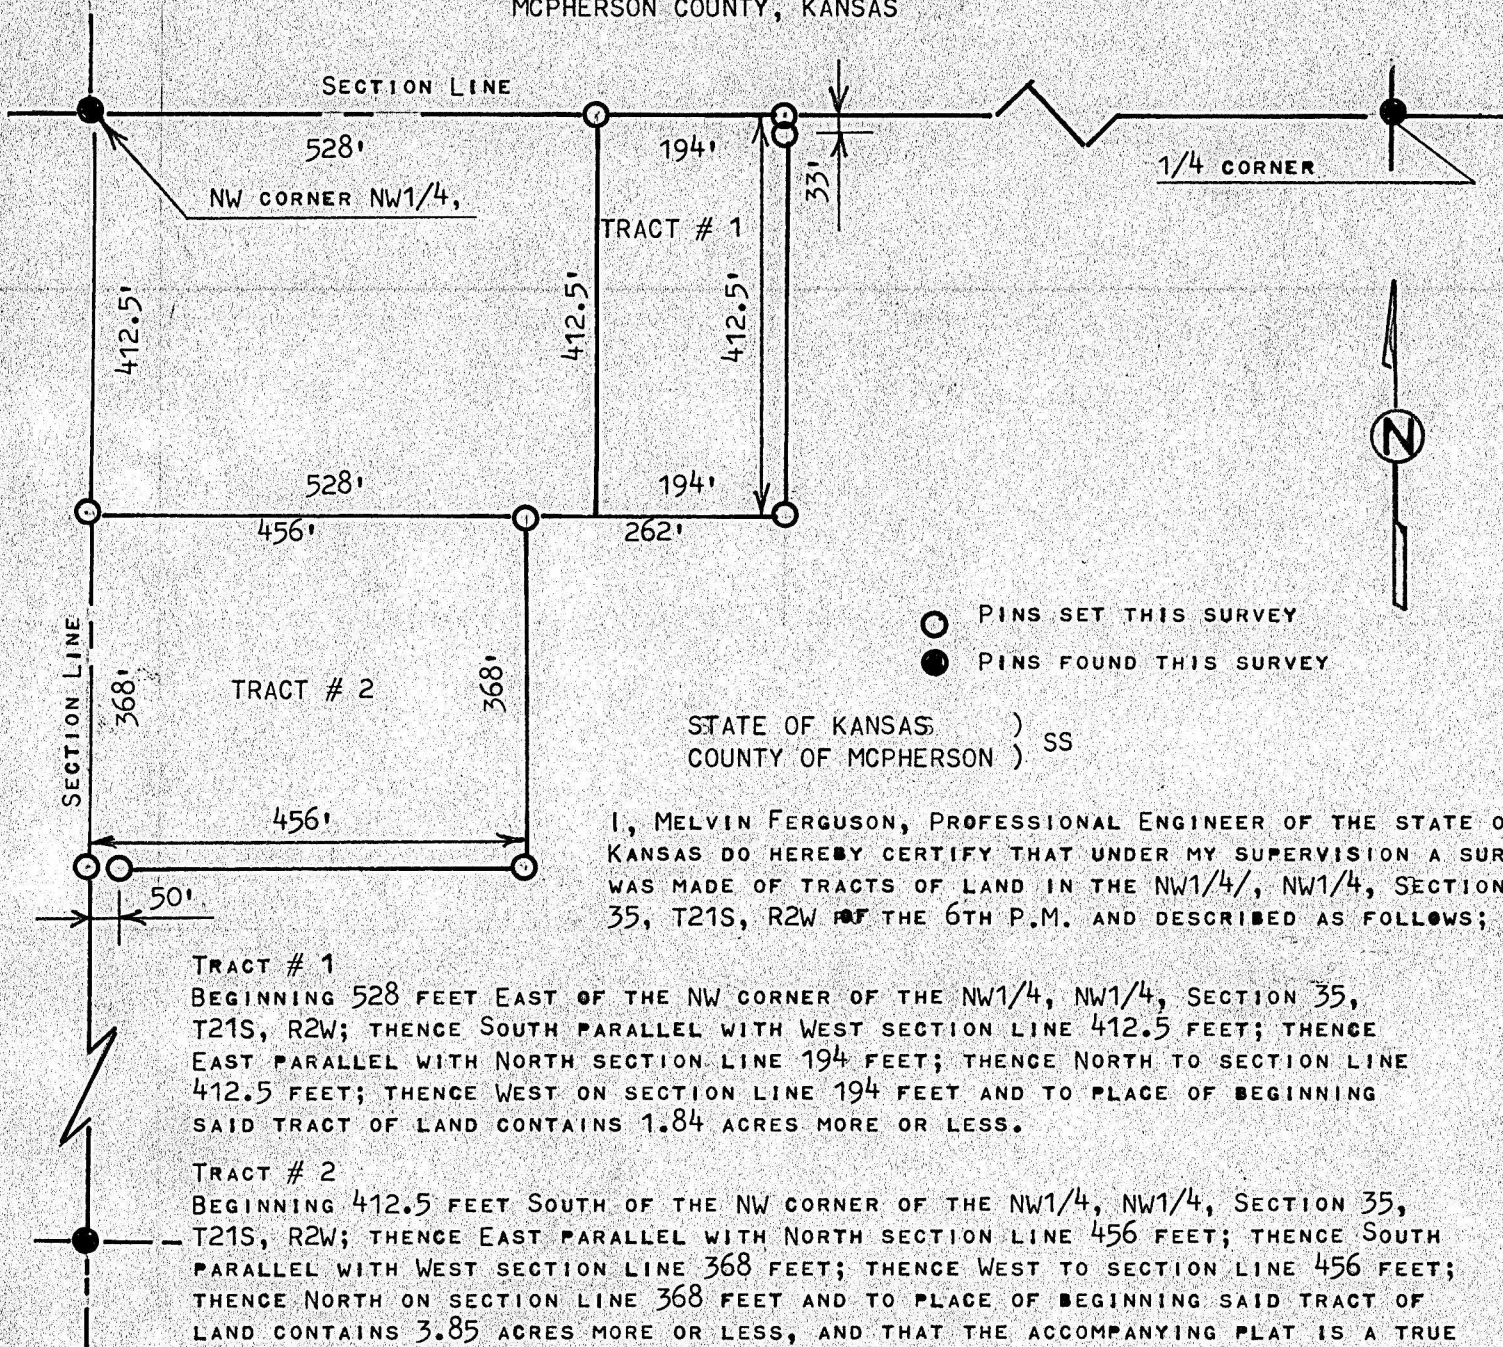 MCPHERSON COUNTY, KANSAS
SECTION LINE
528'
194'
33'
1/4 CORNER
NW CORNER NW1/4,
TRACT # 1
412.5'
412.5'
412.5'
N
528'
194'
456'
262'
PINS SET THIS SURVEY
PINS FOUND THIS SURVEY
SECTION LINE
368'
TRACT # 2
368'
STATE OF KANSAS )
COUNTY OF MCPHERSON ) SS
456'
50'
I, MELVIN FERGUSON, PROFESSIONAL ENGINEER OF THE STATE O
KANSAS DO HEREBY CERTIFY THAT UNDER MY SUPERVISION A SUR
WAS MADE OF TRACTS OF LAND IN THE NW1/4/, NW1/4, SECTION
35, T21S, R2W OF THE 6TH P.M. AND DESCRIBED AS FOLLOWS;
TRACT # 1
BEGINNING 528 FEET EAST OF THE NW CORNER OF THE NW1/4, NW1/4, SECTION 35,
T21S, R2W; THENCE SOUTH PARALLEL WITH WEST SECTION LINE 412.5 FEET; THENCE
EAST PARALLEL WITH NORTH SECTION LINE 194 FEET; THENCE NORTH TO SECTION LINE
412.5 FEET; THENCE WEST ON SECTION LINE 194 FEET AND TO PLACE OF BEGINNING
SAID TRACT OF LAND CONTAINS 1.84 ACRES MORE OR LESS.
TRACT # 2
BEGINNING 412.5 FEET SOUTH OF THE NW CORNER OF THE NW1/4, NW1/4, SECTION 35,
T21S, R2W; THENCE EAST PARALLEL WITH NORTH SECTION LINE 456 FEET; THENCE SOUTH
PARALLEL WITH WEST SECTION LINE 368 FEET; THENCE WEST TO SECTION LINE 456 FEET;
THENCE NORTH ON SECTION LINE 368 FEET AND TO PLACE OF BEGINNING SAID TRACT OF
LAND CONTAINS 3.85 ACRES MORE OR LESS, AND THAT THE ACCOMPANYING PLAT IS A TRUE